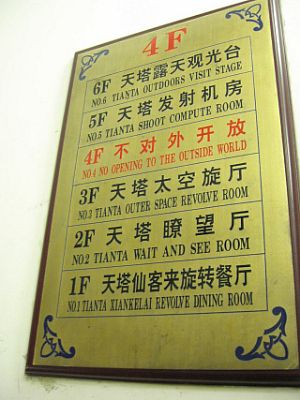 4F
6F 天塔露天观光台
NO.6 TIANTA OUTDOORS VISIT STAGE
5F 天塔发射机房
NO.5 TIANTA SHOOT COMPUTE ROOM
4F 不对外开放
NO.4 NO OPENING TO THE OUTSIDE WORLD
3F 天塔太空旋厅
NO.3 TIANTA OUTER SPACE REVOLVE ROOM
2F 天塔瞭望厅
NO.2 TIANTA WAIT AND SEE ROOM
1F 天塔仙客来旋转餐厅
NO.1 TIANTA XIANKELAI REVOLVE DINING ROOM